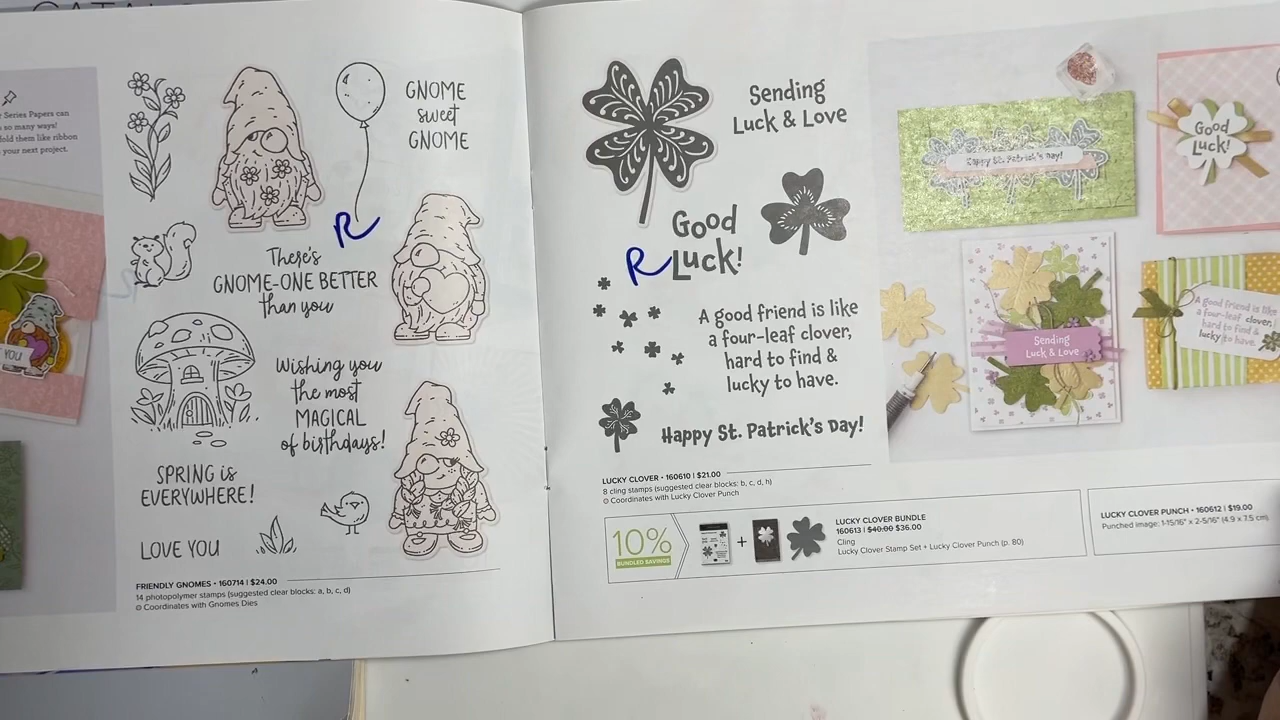 e Series Papers can
so many ways!
fold them like ribbon
your next project.
YOU
GNOME
sweet
GNOME
R
There's
GNOME-ONE BETTER
than you
Wishing you
the most
MAGICAL
of birthdays!
SPRING is
EVERYWHERE!
LOVE YOU
FRIENDLY GNOMES • 160714 | $24.00
14 photopolymer stamps (suggested clear blocks: a, b, c, d)
Coordinates with Gnomes Dies
Sending
Luck & Love
Good
Luck!
R
A good friend is like
a four-leaf clover,
hard to find &
lucky to have.
Happy St. Patrick's Day!
LUCKY CLOVER • 160610 | $21.00
8 cling stamps (suggested clear blocks: b, c, d, h)
Coordinates with Lucky Clover Punch
10%
BUNDLED SAVINGS
+
LUCKY CLOVER BUNDLE
160613 | $40.00 $36.00
Cling
Lucky Clover Stamp Set + Lucky Clover Punch (p. 80)
LUCKY CLOVER PUNCH • 160612 | $19.00
Punched image: 1-15/16" x 2-5/16" (4.9 x 7.5 cm)
Happy St. Patrick's Day!
Good
Luck!
Sending
Luck & Love
A good friend is like
a four-leaf clover,
hard to find &
lucky to have.